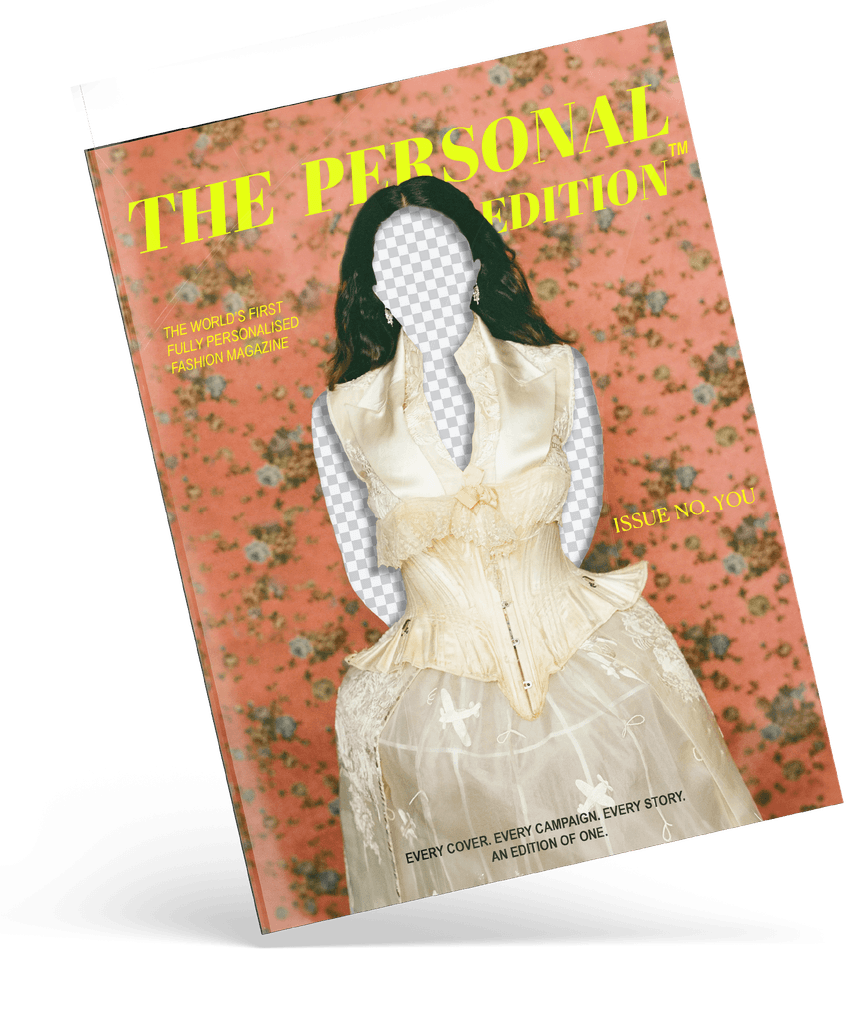 THE PERSONAL
EDITION™
THE WORLD'S FIRST
FULLY PERSONALISED
FASHION MAGAZINE
ISSUE NO. YOU
EVERY COVER. EVERY CAMPAIGN. EVERY STORY.
AN EDITION OF ONE.